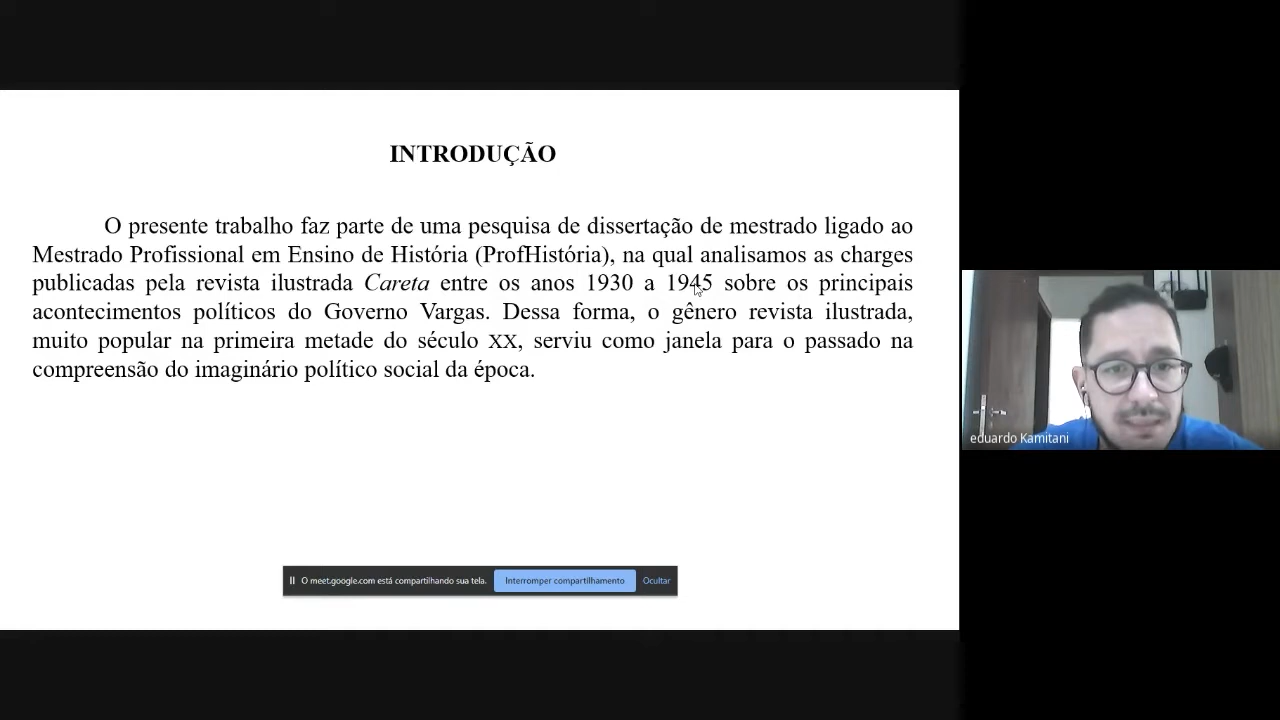 INTRODUÇÃO
O presente trabalho faz parte de uma pesquisa de dissertação de mestrado ligado ao
Mestrado Profissional em Ensino de História (ProfHistória), na qual analisamos as charges
publicadas pela revista ilustrada Careta entre os anos 1930 a 1945 sobre os principais
acontecimentos políticos do Governo Vargas. Dessa forma, o gênero revista ilustrada,
muito popular na primeira metade do século XX, serviu como janela para o passado na
compreensão do imaginário político social da época.
eduardo Kamitani
O meet.google.com está compartilhando sua tela. Interromper compartilhamento Ocultar